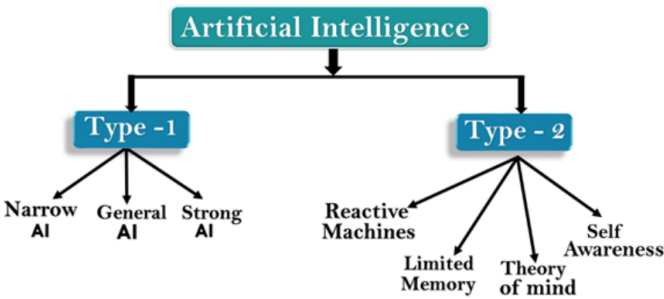 Artificial Intelligence
Type -1
Type - 2
Narrow
AI
General
AI
Strong
AI
Reactive
Machines
Limited
Memory
Theory
of mind
Self
Awareness